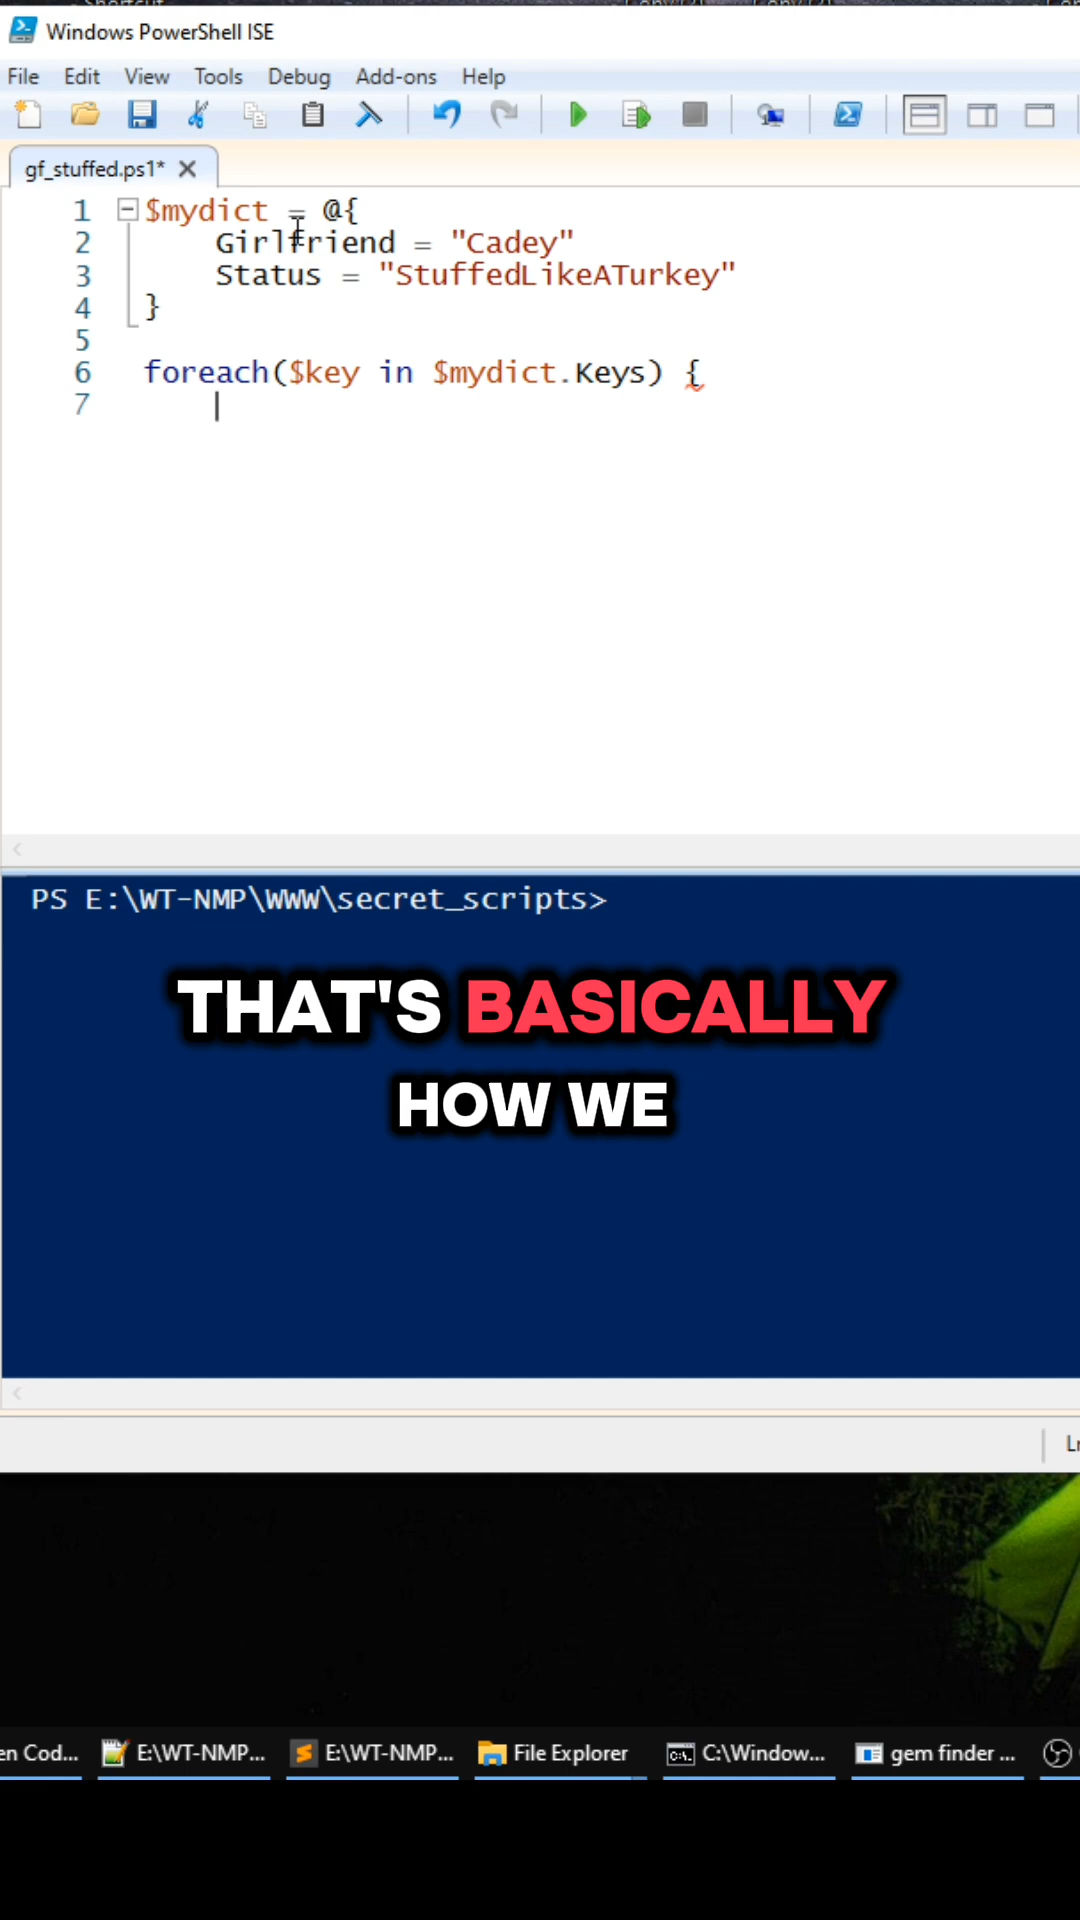 Windows PowerShell ISE
File Edit View Tools Debug Add-ons Help
gf_stuffed.ps1*
1 $mydict = @{
2 Girlfriend = "Cadey"
3 Status = "StuffedLikeATurkey"
4 }
5
6 foreach($key in $mydict.Keys) {
7
PS E:\WT-NMP\WWW\secret_scripts>
THAT'S BASICALLY
HOW WE
en Cod... E:\WT-NMP... E:\WT-NMP... File Explorer C:\Window... gem finder ...